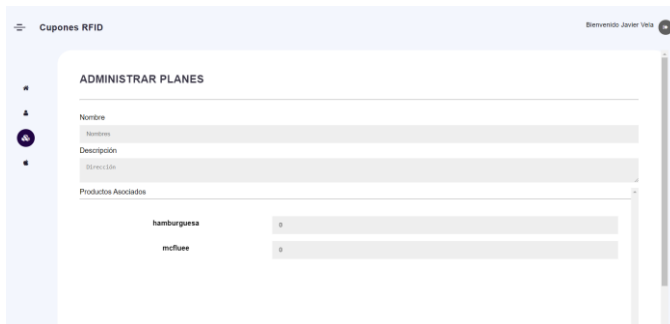 Cupones RFID
Bienvenido Javier Vela
ADMINISTRAR PLANES
Nombre
Nombres
Descripción
Dirección
Productos Asociados
hamburguesa 0
mcfluee 0